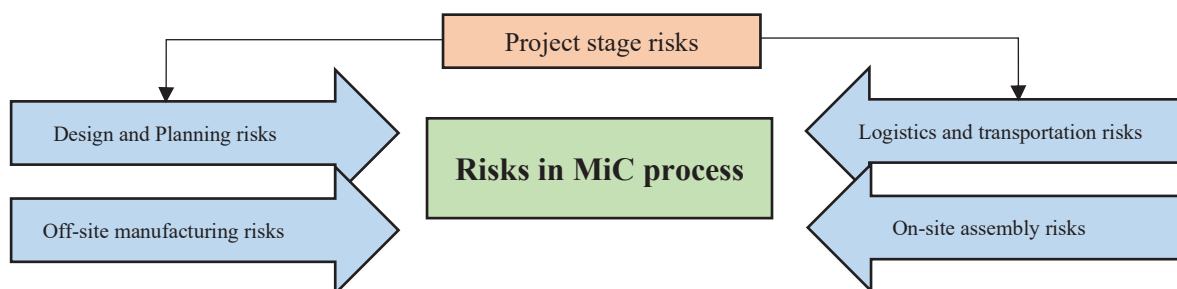 Project stage risks
Design and Planning risks
Logistics and transportation risks
Risks in MiC process
Off-site manufacturing risks
On-site assembly risks